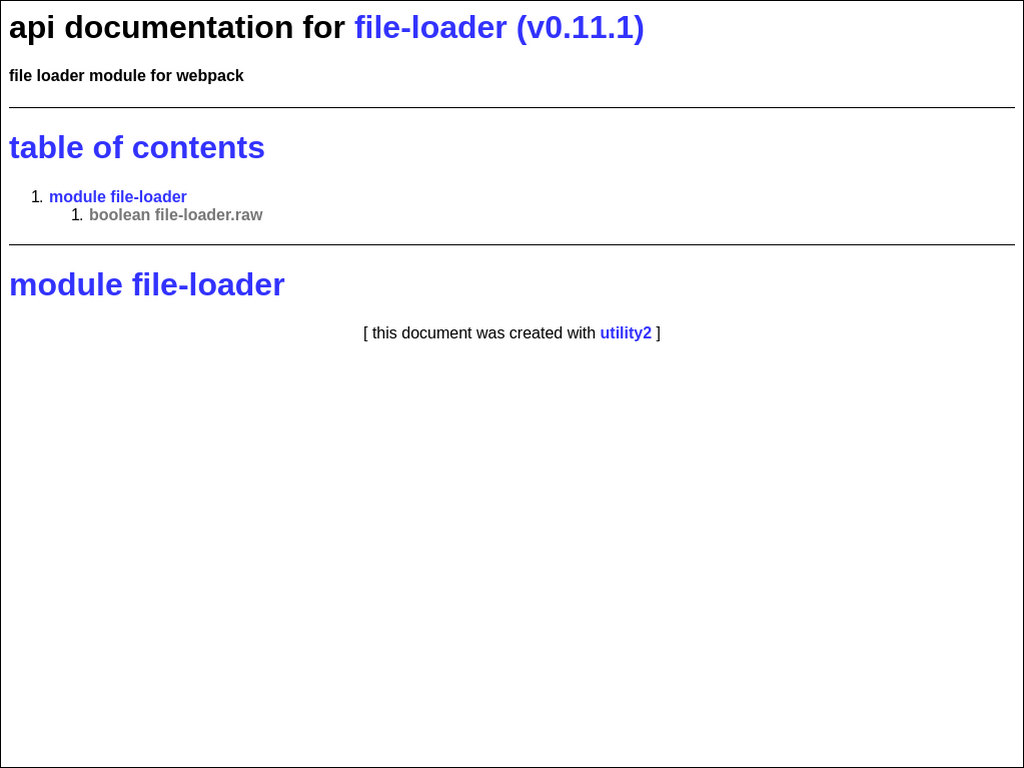 api documentation for file-loader (v0.11.1)
file loader module for webpack
table of contents
1. module file-loader
1. boolean file-loader.raw
module file-loader
[ this document was created with utility2 ]